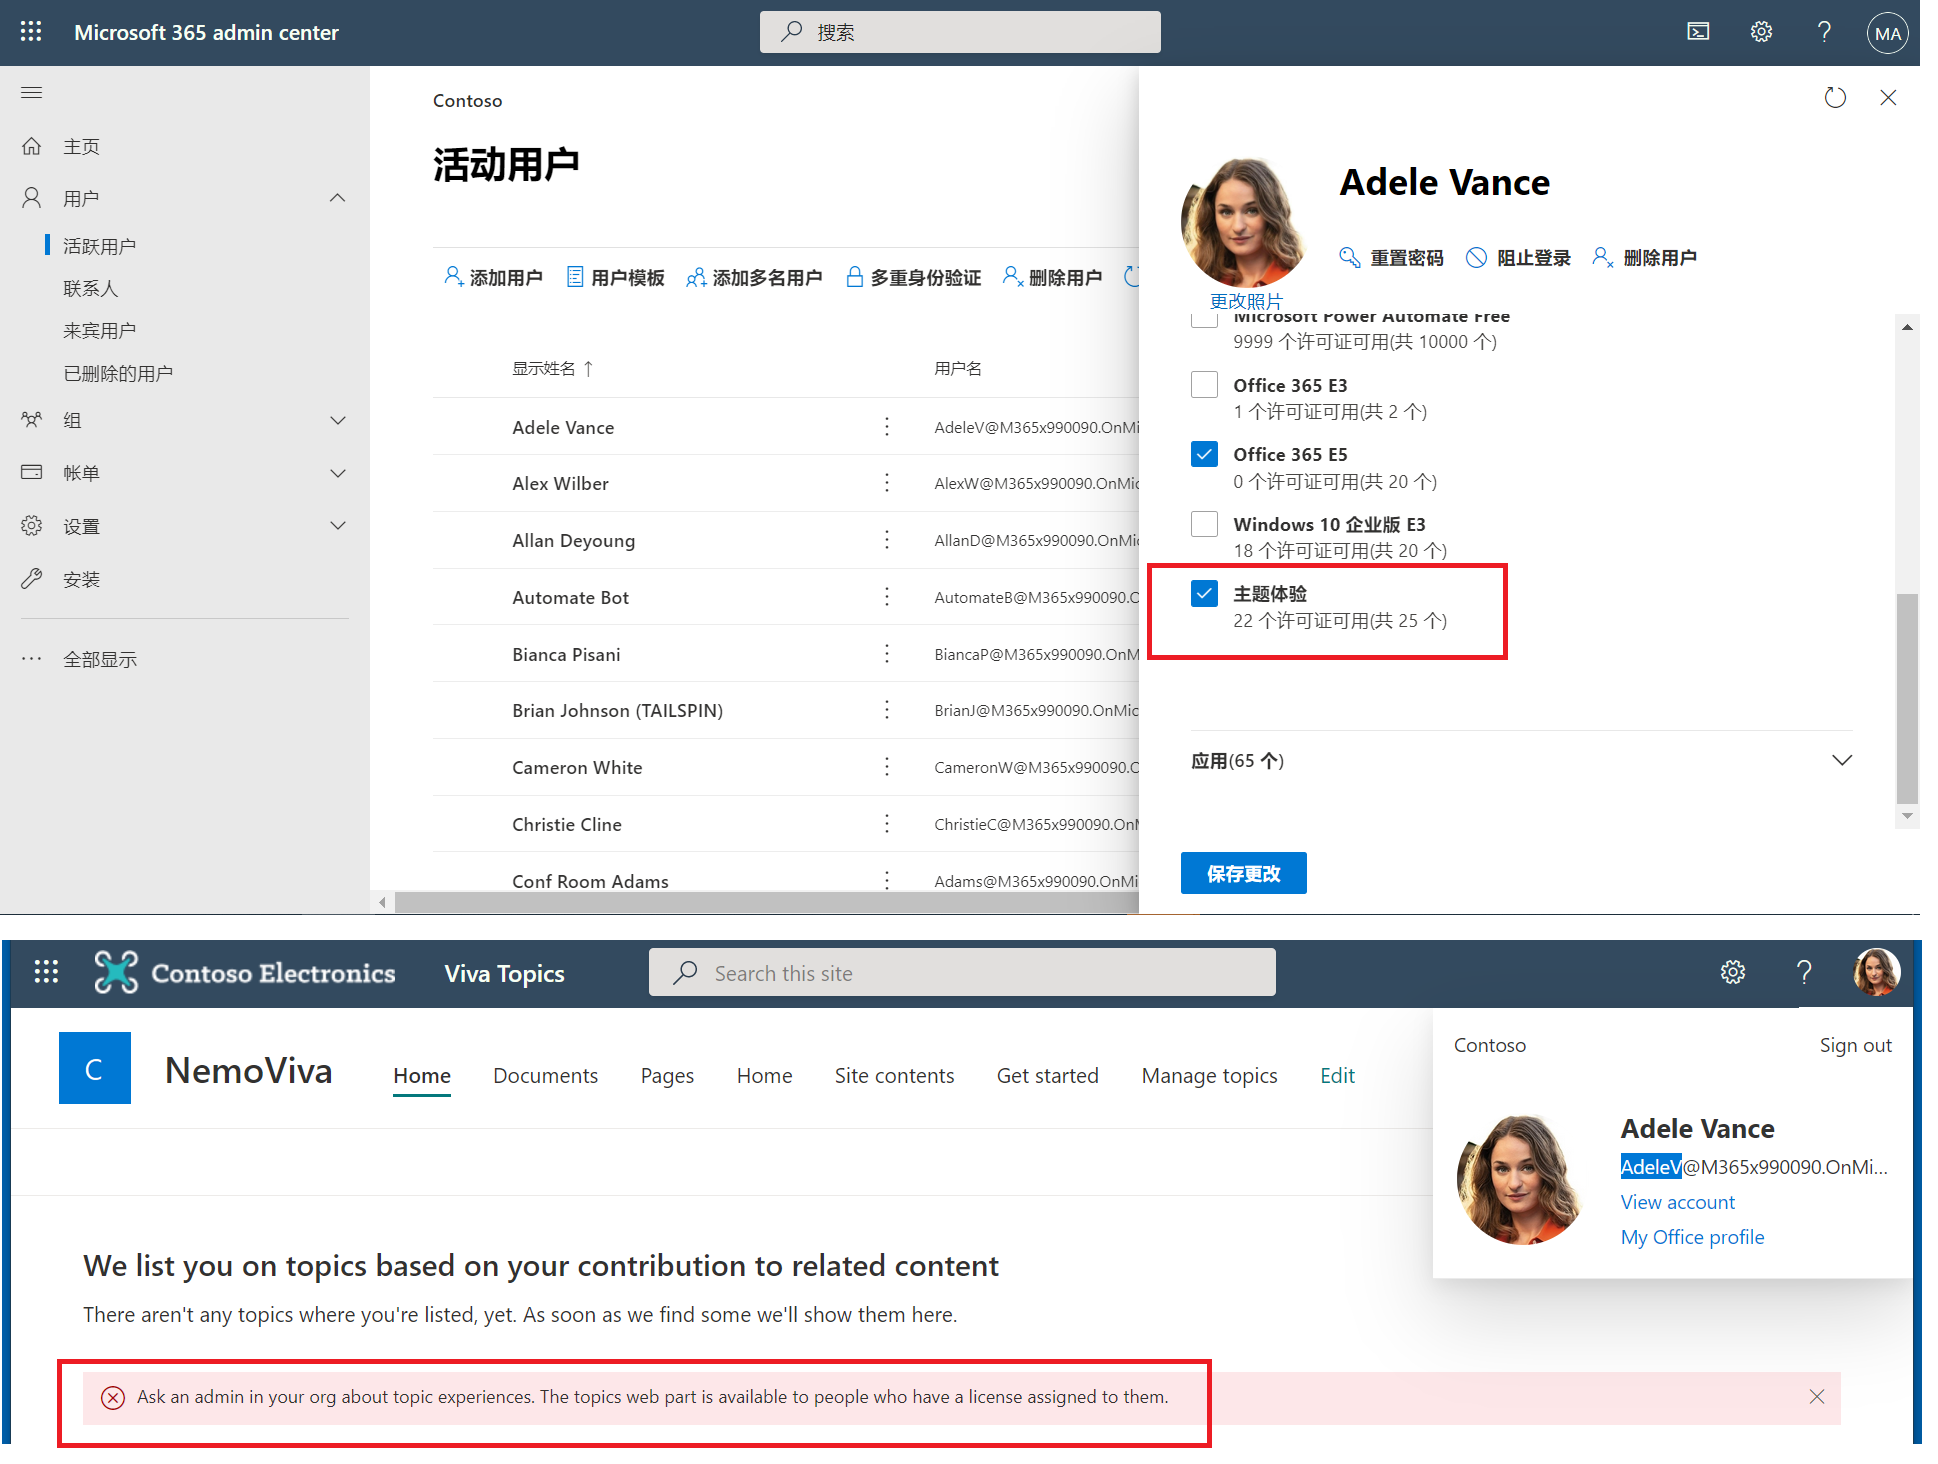 Microsoft 365 admin center
搜索
MA
主页
用户
活跃用户
联系人
来宾用户
已删除的用户
组
帐单
设置
安装
全部显示
Contoso
活动用户
添加用户
用户模板
添加多名用户
多重身份验证
删除用户
显示姓名 ↑
用户名
Adele Vance
AdeleV@M365x990090.OnMi
Alex Wilber
AlexW@M365x990090.OnMic
Allan Deyoung
AllanD@M365x990090.OnMic
Automate Bot
AutomateB@M365x990090.O
Bianca Pisani
BiancaP@M365x990090.OnM
Brian Johnson (TAILSPIN)
BrianJ@M365x990090.OnMic
Cameron White
CameronW@M365x990090.O
Christie Cline
ChristieC@M365x990090.OnM
Conf Room Adams
Adams@M365x990090.OnMi
Adele Vance
重置密码
阻止登录
删除用户
更改照片
Microsoft Power Automate Free
9999 个许可证可用(共 10000 个)
Office 365 E3
1 个许可证可用(共 2 个)
Office 365 E5
0 个许可证可用(共 20 个)
Windows 10 企业版 E3
18 个许可证可用(共 20 个)
主题体验
22 个许可证可用(共 25 个)
应用(65 个)
保存更改
Contoso Electronics
Viva Topics
Search this site
C
NemoViva
Home
Documents
Pages
Home
Site contents
Get started
Manage topics
Edit
Contoso
Sign out
Adele Vance
AdeleV@M365x990090.OnMi...
View account
My Office profile
We list you on topics based on your contribution to related content
There aren't any topics where you're listed, yet. As soon as we find some we'll show them here.
Ask an admin in your org about topic experiences. The topics web part is available to people who have a license assigned to them.